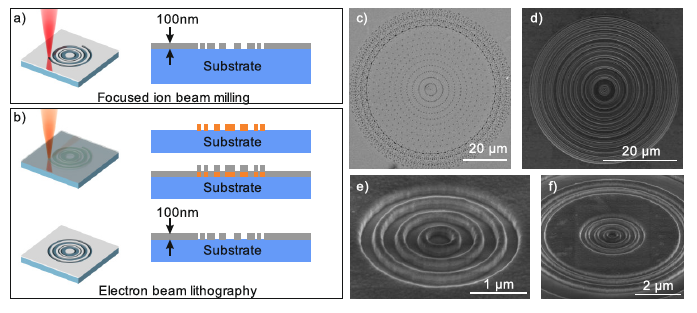 a)
100nm
Substrate
Focused ion beam milling
b)
Substrate
Substrate
100nm
Substrate
Electron beam lithography
c)
20 µm
d)
20 µm
e)
1 µm
f)
2 µm